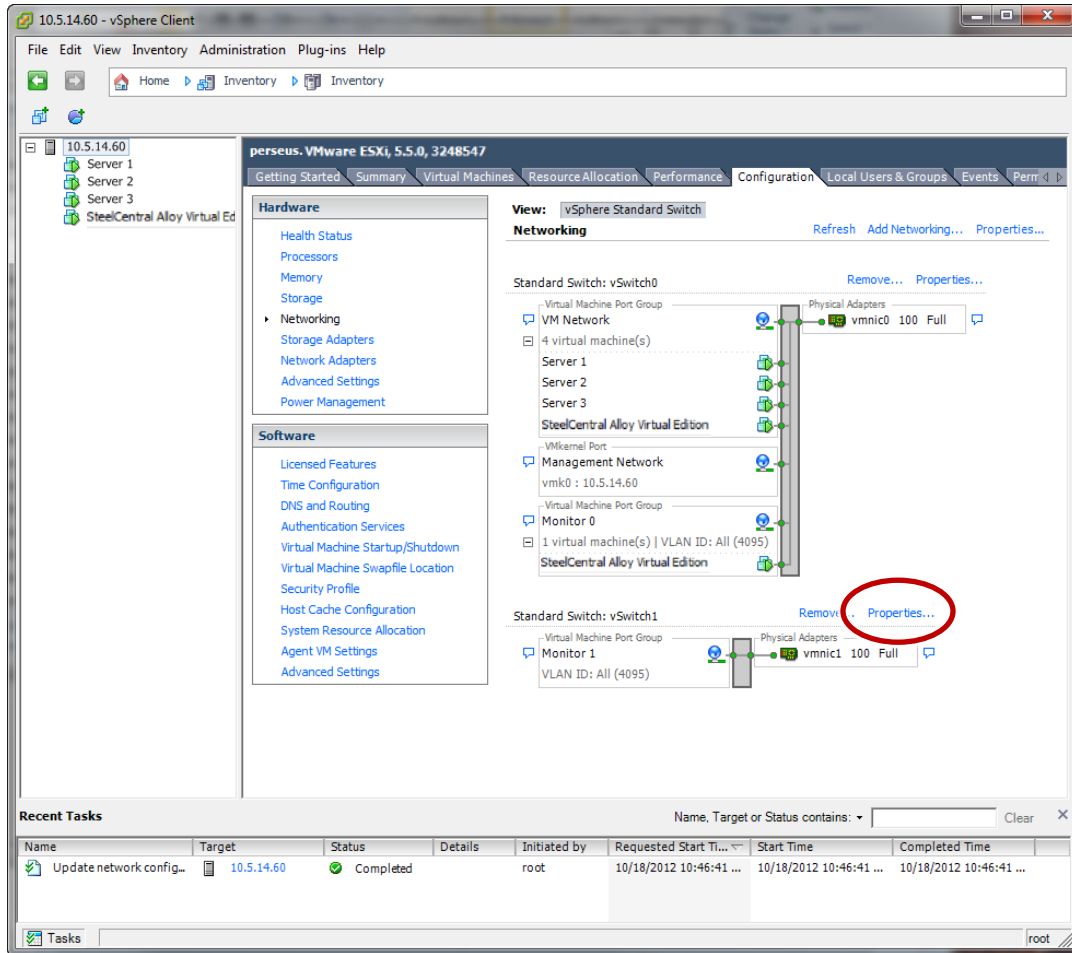 10.5.14.60 - vSphere Client
File Edit View Inventory Administration Plug-ins Help
Home Inventory Inventory
10.5.14.60
Server 1
Server 2
Server 3
SteelCentral Alloy Virtual Ed
perseus. VMware ESXi, 5.5.0, 3248547
Getting Started Summary Virtual Machines Resource Allocation Performance Configuration Local Users & Groups Events Perm
Hardware
Health Status
Processors
Memory
Storage
Networking
Storage Adapters
Network Adapters
Advanced Settings
Power Management
Software
Licensed Features
Time Configuration
DNS and Routing
Authentication Services
Virtual Machine Startup/Shutdown
Virtual Machine Swapfile Location
Security Profile
Host Cache Configuration
System Resource Allocation
Agent VM Settings
Advanced Settings
View: vSphere Standard Switch
Networking Refresh Add Networking... Properties...
Standard Switch: vSwitch0 Remove... Properties...
Virtual Machine Port Group Physical Adapters
VM Network vmnic0 100 Full
4 virtual machine(s)
Server 1
Server 2
Server 3
SteelCentral Alloy Virtual Edition
VMkernel Port
Management Network
vmk0 : 10.5.14.60
Virtual Machine Port Group
Monitor 0
1 virtual machine(s) | VLAN ID: All (4095)
SteelCentral Alloy Virtual Edition
Standard Switch: vSwitch1 Remove... Properties...
Virtual Machine Port Group Physical Adapters
Monitor 1 vmnic1 100 Full
VLAN ID: All (4095)
Recent Tasks Name, Target or Status contains: Clear
Name Target Status Details Initiated by Requested Start Ti... Start Time Completed Time
Update network config... 10.5.14.60 Completed root 10/18/2012 10:46:41 ... 10/18/2012 10:46:41 ... 10/18/2012 10:46:41 ...
Tasks root